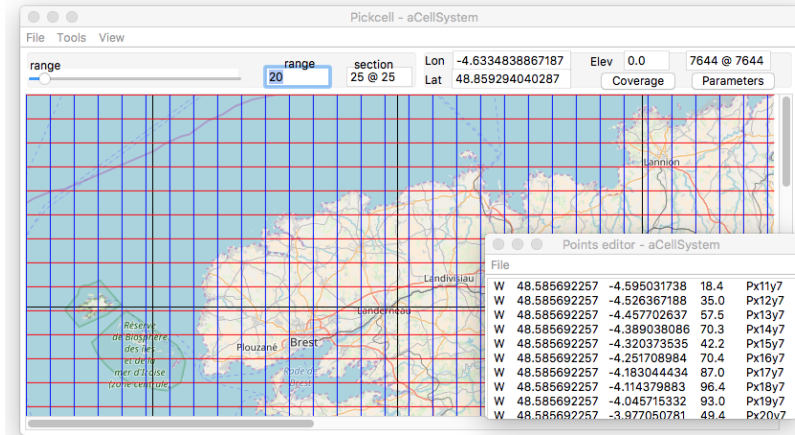 Pickcell - aCellSystem
File Tools View
range
range
section
Lon -4.6334838867187
Elev 0.0
7644 @ 7644
20
25 @ 25
Lat 48.859294040287
Coverage
Parameters
Lannion
Landivisiau
Landerneau
Plouzané
Brest
Rade de
Brest
Réserve
de Biosphère
des îles
et de la
mer d'Iroise
(zone centrale)
Points editor - aCellSystem
File
W 48.585692257 -4.595031738 18.4 Px11y7
W 48.585692257 -4.526367188 35.0 Px12y7
W 48.585692257 -4.457702637 57.5 Px13y7
W 48.585692257 -4.389038086 70.3 Px14y7
W 48.585692257 -4.320373535 42.2 Px15y7
W 48.585692257 -4.251708984 70.4 Px16y7
W 48.585692257 -4.183044434 87.0 Px17y7
W 48.585692257 -4.114379883 96.4 Px18y7
W 48.585692257 -4.045715332 93.0 Px19y7
W 48.585692257 -3.977050781 49.4 Px20y7